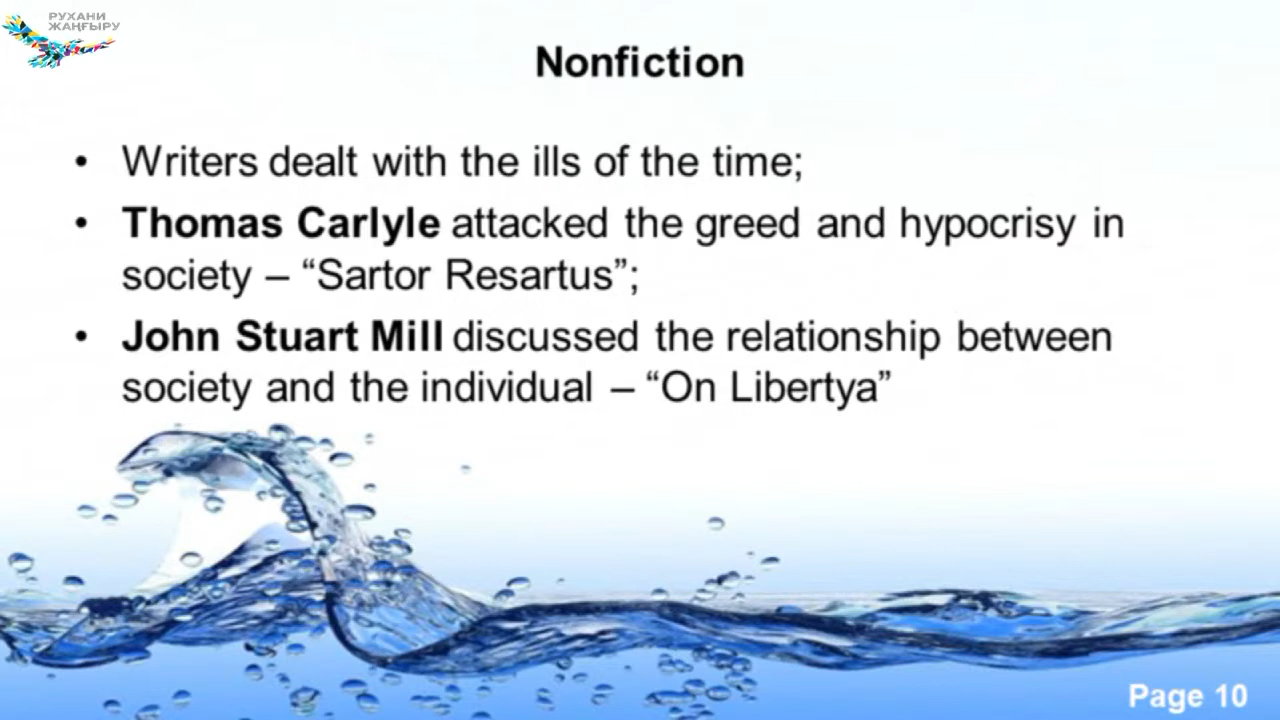 РУХАНИ
ЖАҢҒЫРУ
Nonfiction
• Writers dealt with the ills of the time;
• Thomas Carlyle attacked the greed and hypocrisy in
society – “Sartor Resartus”;
• John Stuart Mill discussed the relationship between
society and the individual – “On Libertya”
Page 10